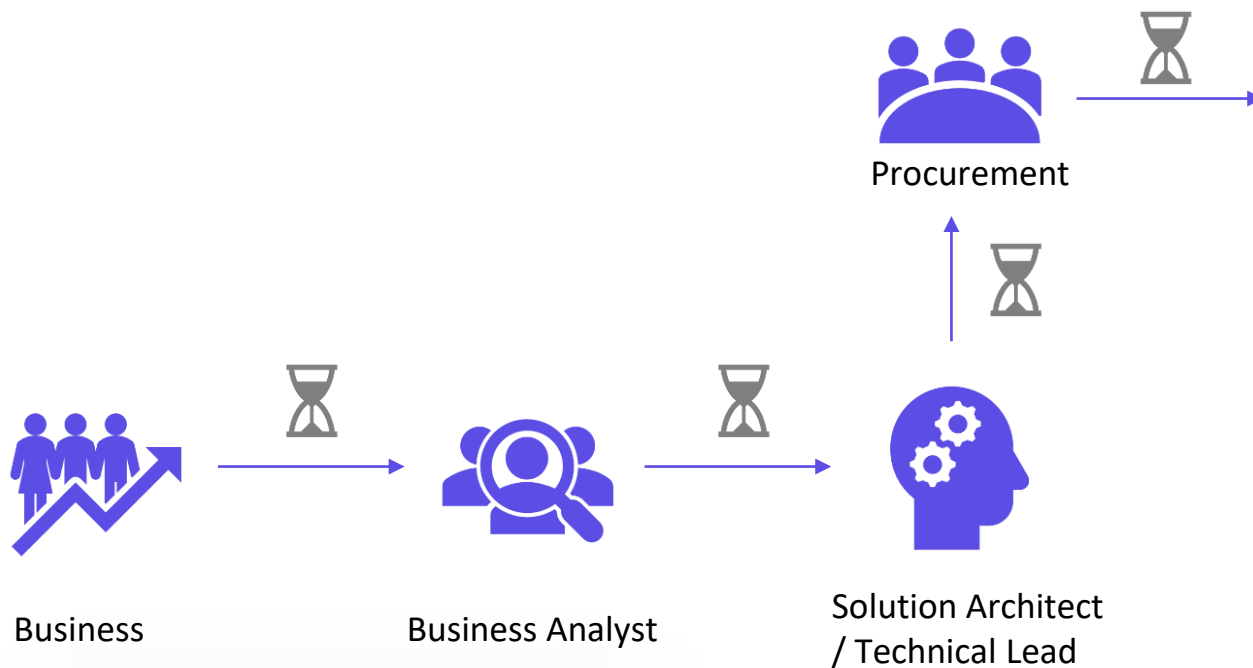 Procurement
Business
Business Analyst
Solution Architect
/ Technical Lead